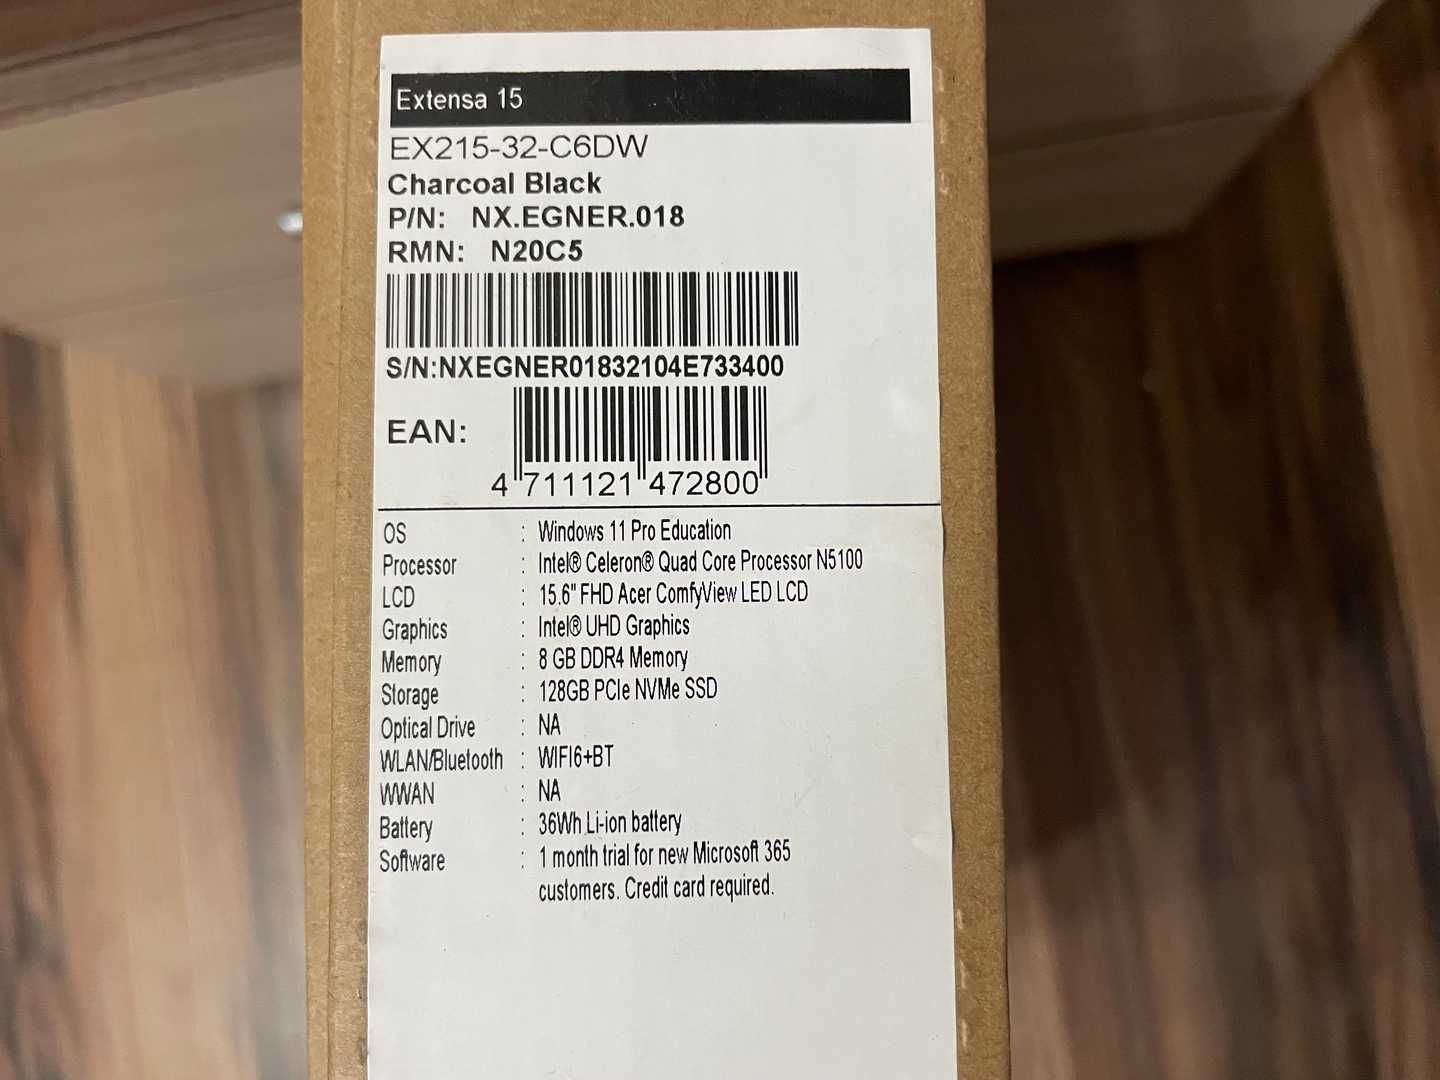 Extensa 15
EX215-32-C6DW
Charcoal Black
P/N: NX.EGNER.018
RMN: N20C5
S/N:NXEGNER01832104E733400
EAN:
4 711121 472800
OS : Windows 11 Pro Education
Processor : Intel® Celeron® Quad Core Processor N5100
LCD : 15.6" FHD Acer ComfyView LED LCD
Graphics : Intel® UHD Graphics
Memory : 8 GB DDR4 Memory
Storage : 128GB PCIe NVMe SSD
Optical Drive : NA
WLAN/Bluetooth : WIFI6+BT
WWAN : NA
Battery : 36Wh Li-ion battery
Software : 1 month trial for new Microsoft 365
customers. Credit card required.